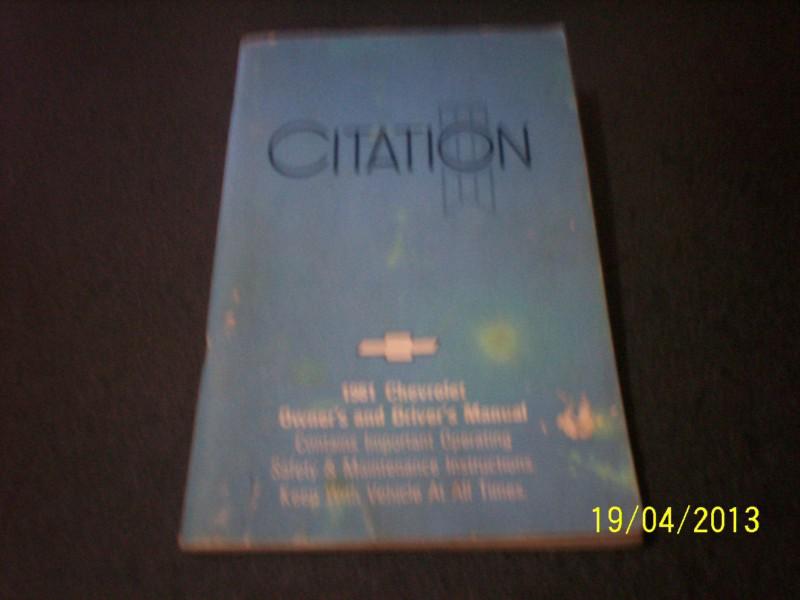 CITATION
1981 Chevrolet
Owner's and Driver's Manual
Contains Important Operating
Safety & Maintenance Instructions.
Keep With Vehicle At All Times.
19/04/2013